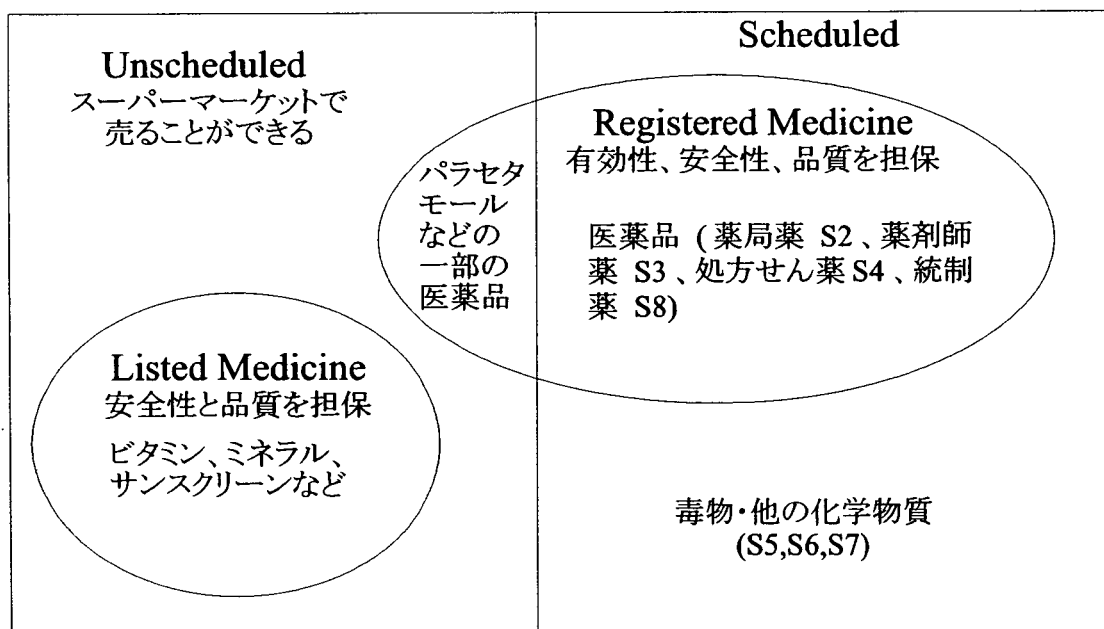 Unscheduled
スーパーマーケットで
売ることができる
Scheduled
Registered Medicine
有効性、安全性、品質を担保
パラセタ
モール
などの
一部の
医薬品
医薬品 (薬局薬 S2、薬剤師
薬 S3、処方せん薬S4、統制
薬 S8)
Listed Medicine
安全性と品質を担保
ビタミン、ミネラル、
サンスクリーンなど
毒物・他の化学物質
(S5,S6,S7)